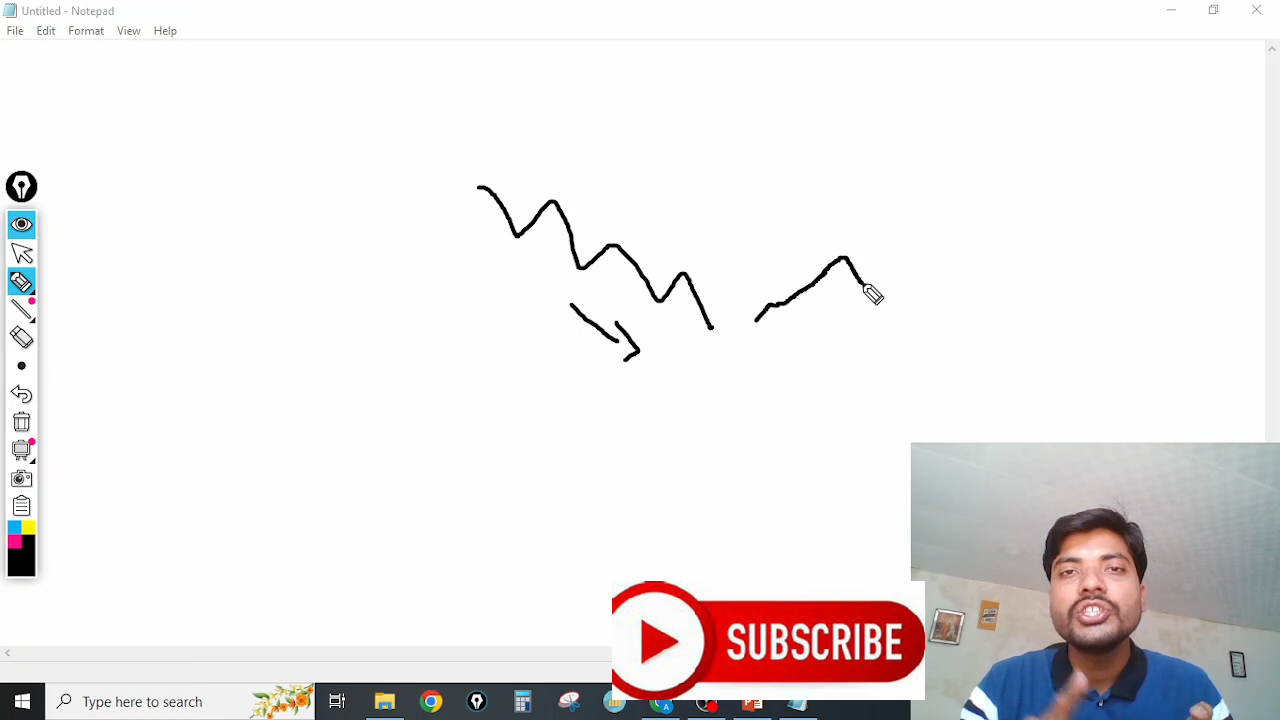 Untitled - Notepad
File Edit Format View Help
SUBSCRIBE
Type here to search